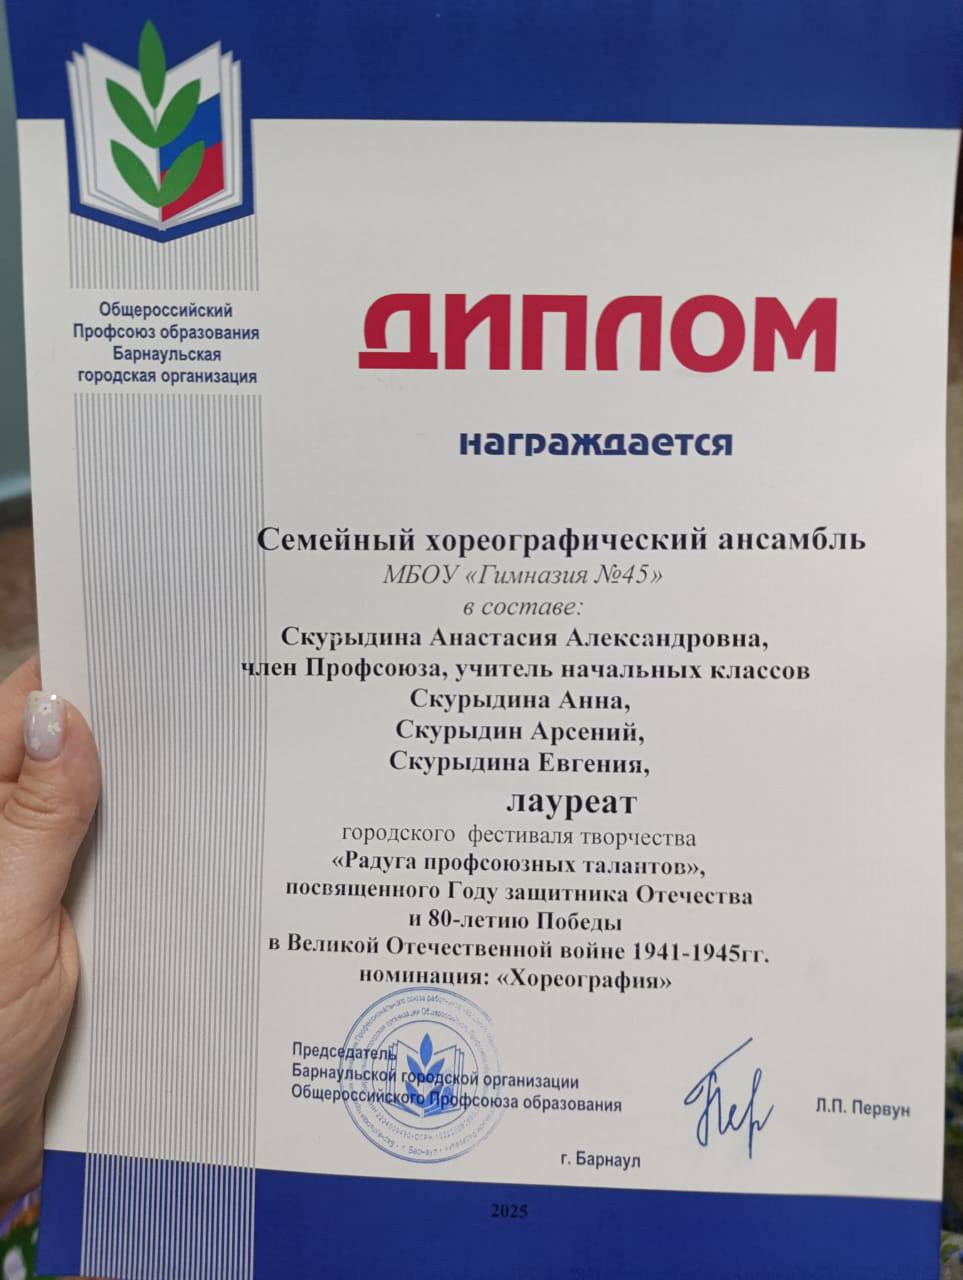 Общероссийский
Профсоюз образования
Барнаульская
городская организация
ДИПЛОМ
награждается
Семейный хореографический ансамбль
МБОУ «Гимназия №45»
в составе:
Скурыдина Анастасия Александровна,
член Профсоюза, учитель начальных классов
Скурыдина Анна,
Скурыдин Арсений,
Скурыдина Евгения,
лауреат
городского фестиваля творчества
«Радуга профсоюзных талантов»,
посвященного Году защитника Отечества
и 80-летию Победы
в Великой Отечественной войне 1941-1945гг.
номинация: «Хореография»
Председатель
Барнаульской городской организации
Общероссийского Профсоюза образования
Л.П. Первун
г. Барнаул
2025